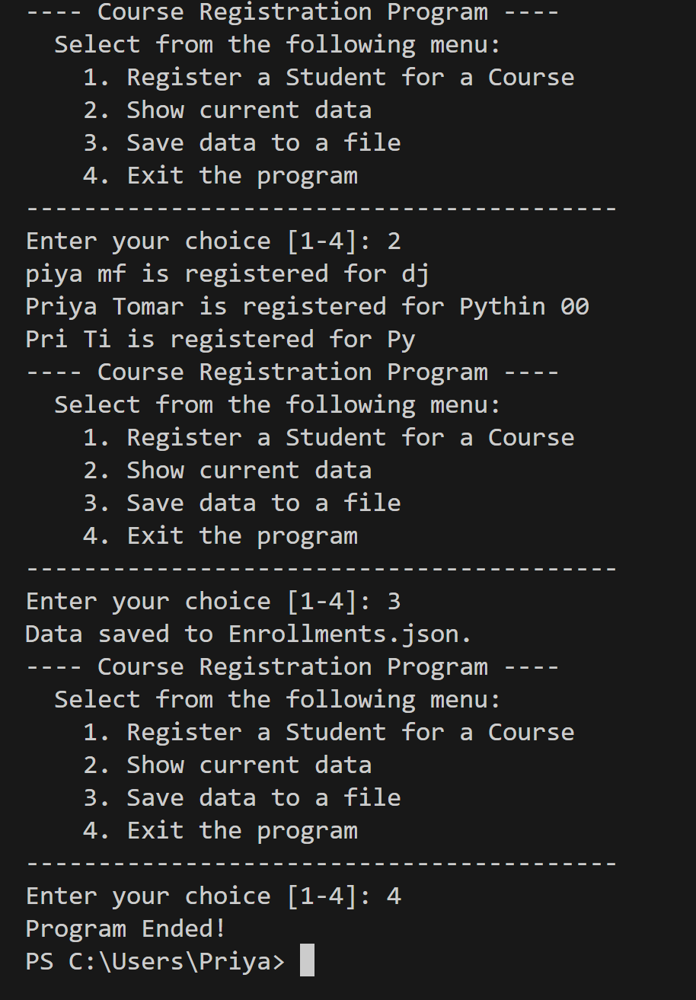 ---- Course Registration Program ----
  Select from the following menu:
    1. Register a Student for a Course
    2. Show current data
    3. Save data to a file
    4. Exit the program
-----------------------------------------
Enter your choice [1-4]: 2
piya mf is registered for dj
Priya Tomar is registered for Pythin 00
Pri Ti is registered for Py
---- Course Registration Program ----
  Select from the following menu:
    1. Register a Student for a Course
    2. Show current data
    3. Save data to a file
    4. Exit the program
-----------------------------------------
Enter your choice [1-4]: 3
Data saved to Enrollments.json.
---- Course Registration Program ----
  Select from the following menu:
    1. Register a Student for a Course
    2. Show current data
    3. Save data to a file
    4. Exit the program
-----------------------------------------
Enter your choice [1-4]: 4
Program Ended!
PS C:\Users\Priya>